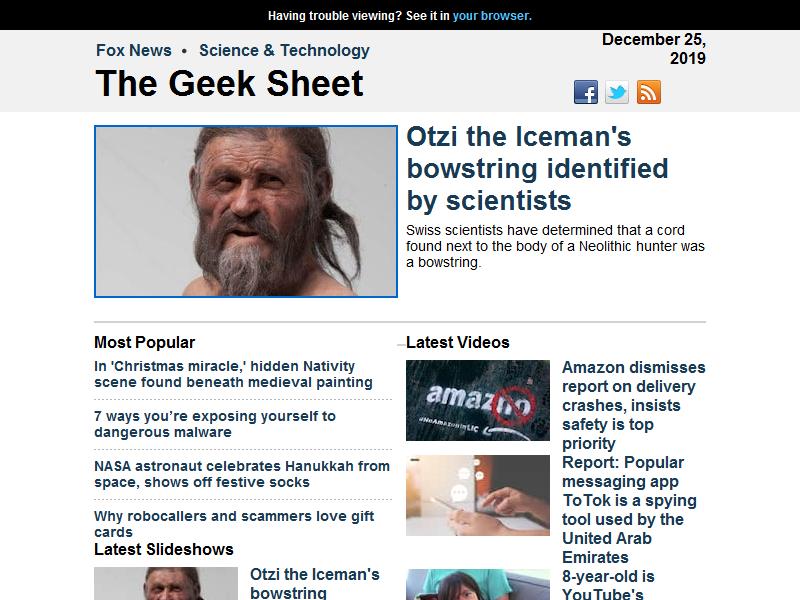 Having trouble viewing? See it in your browser.
Fox News • Science & Technology
The Geek Sheet
December 25,
2019
Otzi the Iceman's
bowstring identified
by scientists
Swiss scientists have determined that a cord
found next to the body of a Neolithic hunter was
a bowstring.
Most Popular
In 'Christmas miracle,' hidden Nativity
scene found beneath medieval painting
7 ways you’re exposing yourself to
dangerous malware
NASA astronaut celebrates Hanukkah from
space, shows off festive socks
Why robocallers and scammers love gift
cards
Latest Slideshows
Otzi the Iceman's
bowstring
Latest Videos
amazno
#NoAmazonInLIC
Amazon dismisses
report on delivery
crashes, insists
safety is top
priority
Report: Popular
messaging app
ToTok is a spying
tool used by the
United Arab
Emirates
8-year-old is
YouTube's